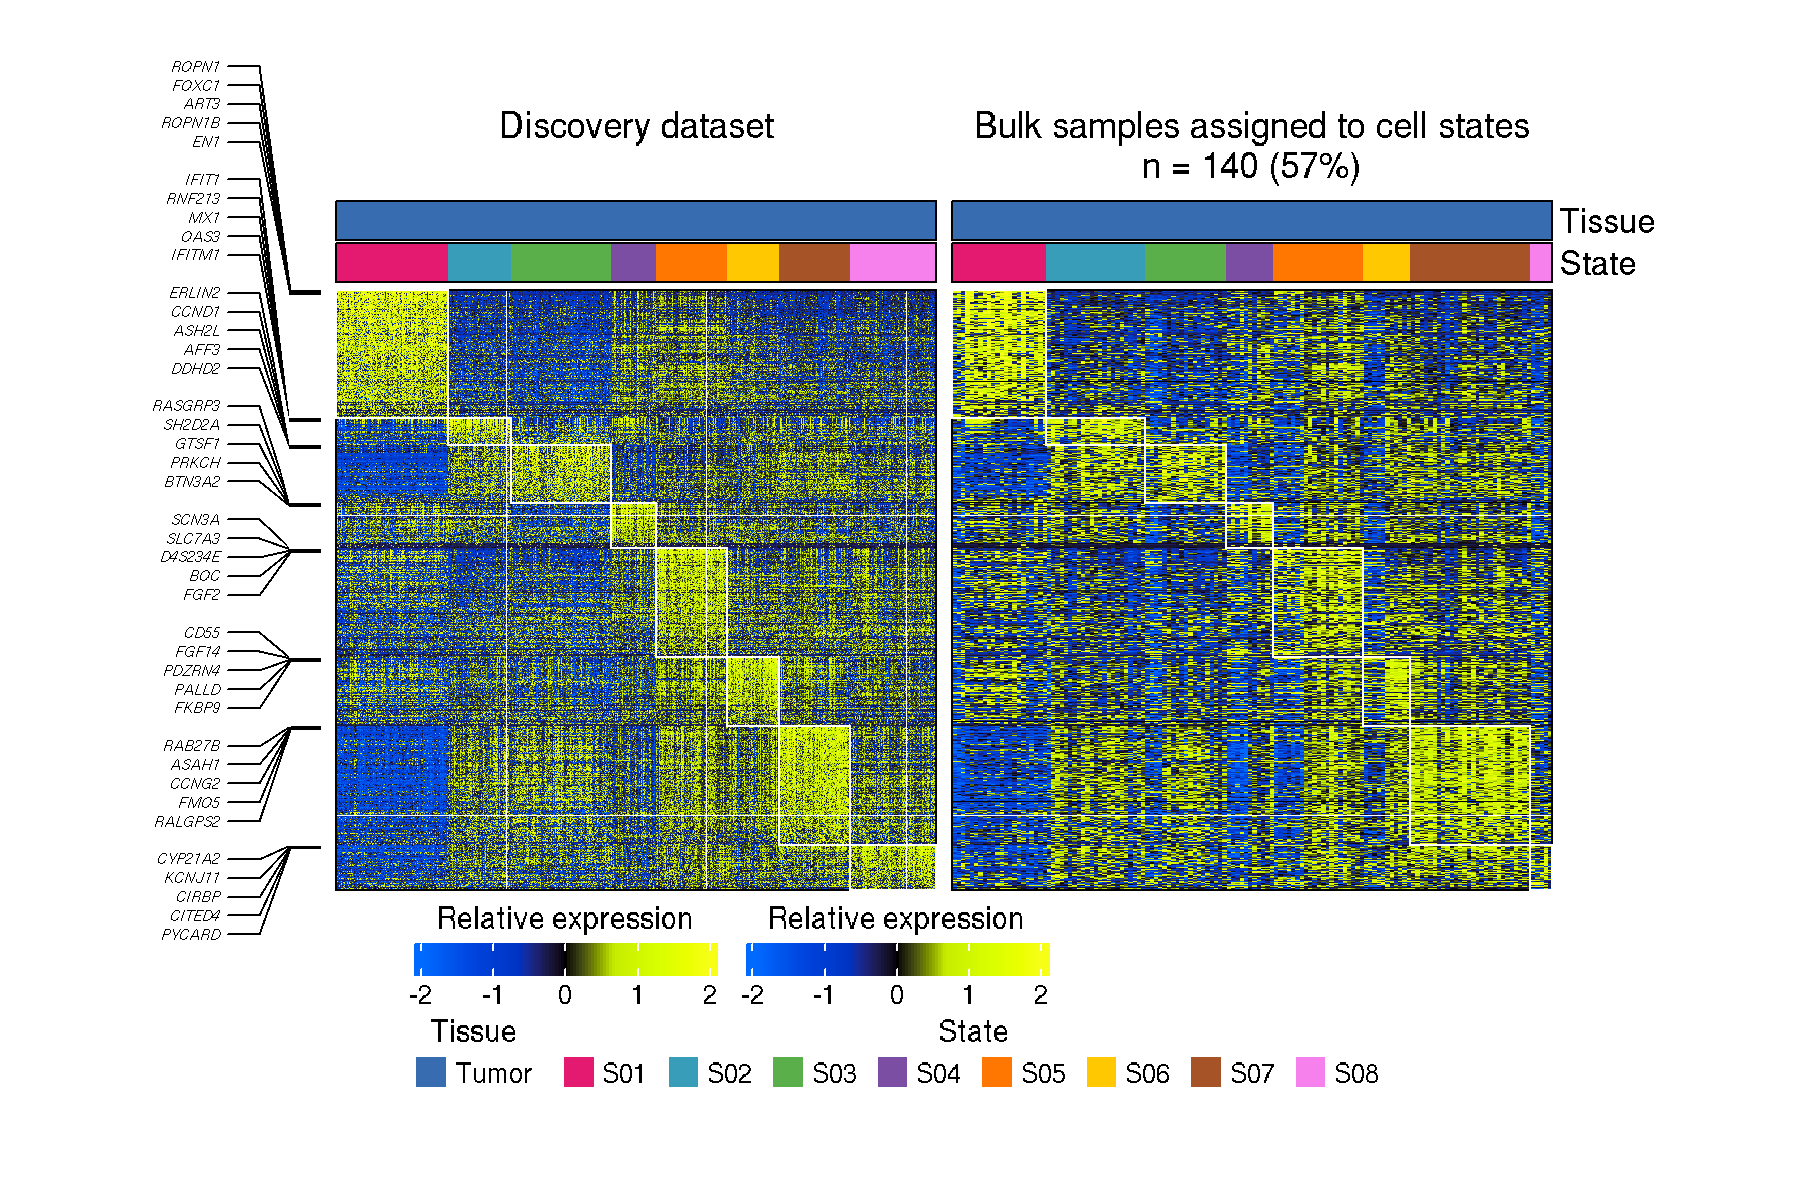 ROPN1
FOXC1
ART3
ROPN1B
EN1
IFIT1
RNF213
MX1
OAS3
IFITM1
ERLIN2
CCND1
ASH2L
AFF3
DDHD2
RASGRP3
SH2D2A
GTSF1
PRKCH
BTN3A2
SCN3A
SLC7A3
D4S234E
BOC
FGF2
CD55
FGF14
PDZRN4
PALLD
FKBP9
RAB27B
ASAH1
CCNG2
FMO5
RALGPS2
CYP21A2
KCNJ11
CIRBP
CITED4
PYCARD
Discovery dataset
Bulk samples assigned to cell states
n = 140 (57%)
Tissue
State
Relative expression
-2 -1 0 1 2
Relative expression
-2 -1 0 1 2
Tissue
Tumor
State
S01 S02 S03 S04 S05 S06 S07 S08